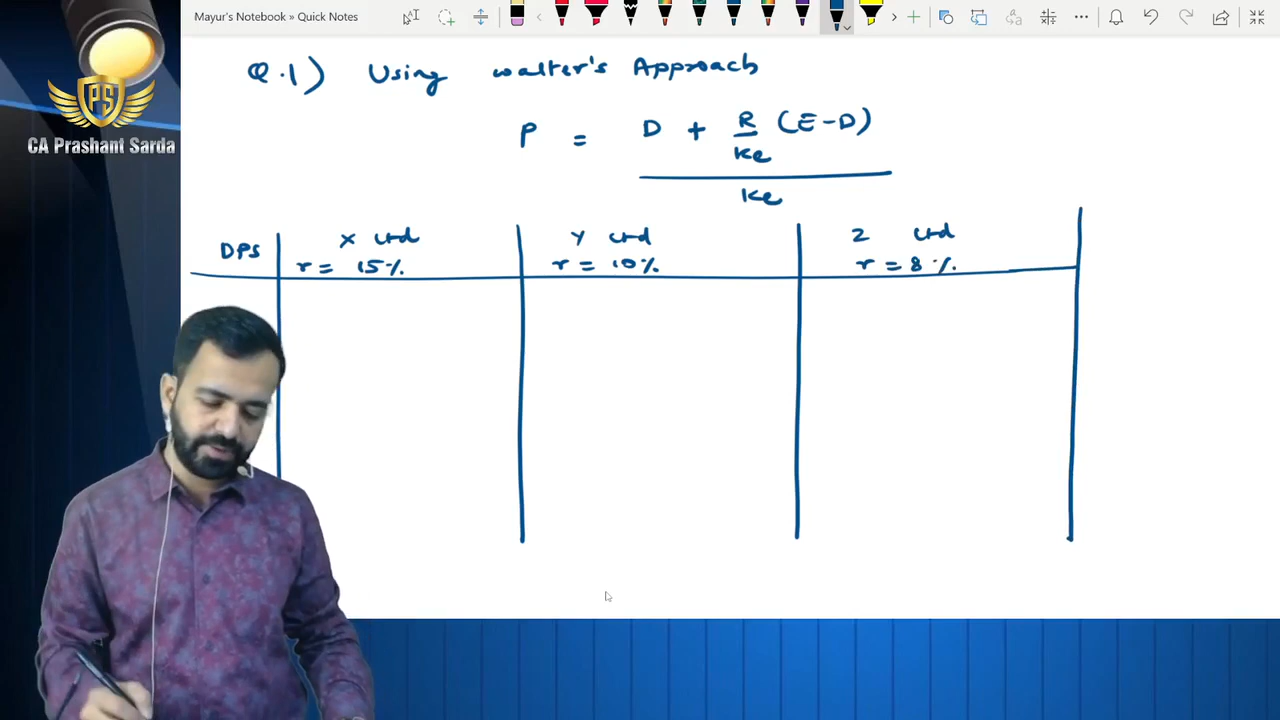 Mayur's Notebook » Quick Notes
PS
CA Prashant Sarda
Q.1) Using Walter's Approach
P = D + R/Ke (E-D)
Ke
DPS
X Ltd
r = 15%
Y Ltd
r = 10%
Z Ltd
r = 8%.